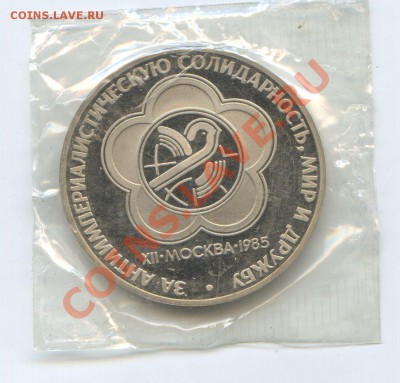 COINS.LAVE.RU
ЗА АНТИИМПЕРИАЛИСТИЧЕСКУЮ СОЛИДАРНОСТЬ, МИР И ДРУЖБУ
XII·МОСКВА·1985
COINS.LAVE.RU